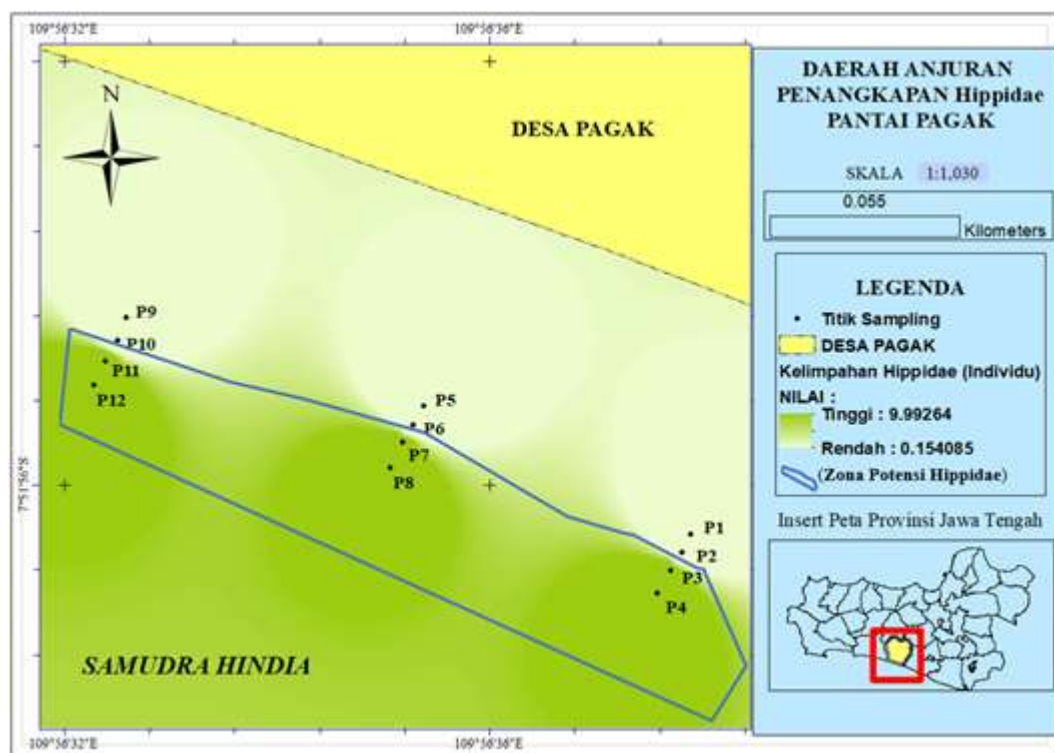 109°56'32"E 109°56'36"E
N
DESA PAGAK
P9
P10
P11
P12
P5
P6
P7
P8
P1
P2
P3
P4
7°51'56"S
SAMUDRA HINDIA
109°56'32"E 109°56'36"E
DAERAH ANJURAN
PENANGKAPAN Hippidae
PANTAI PAGAK
SKALA 1:1,030
0.055
Kilometers
LEGENDA
Titik Sampling
DESA PAGAK
Kelimpahan Hippidae (Individu)
NILAI :
Tinggi : 9.99264
Rendah : 0.154085
(Zona Potensi Hippidae)
Insert Peta Provinsi Jawa Tengah